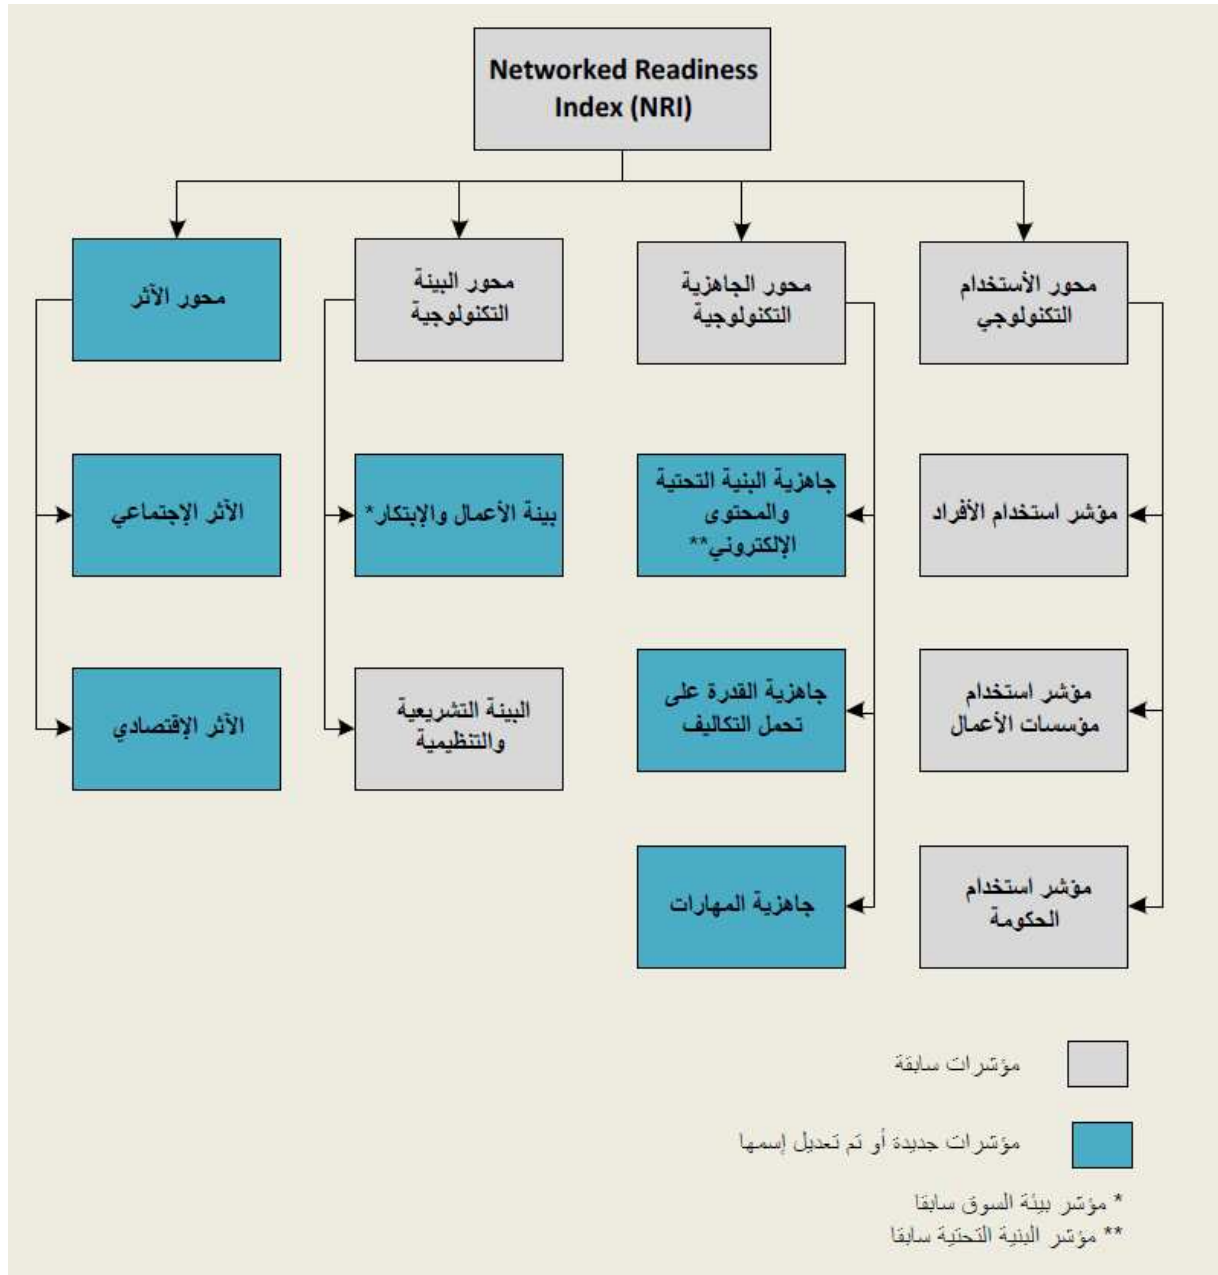 Networked Readiness
Index (NRI)
محور الأستخدام
التكنولوجي
محور الجاهزية
التكنولوجية
محور البيئة
التكنولوجية
محور الآثر
مؤشر استخدام الأفراد
جاهزية البنية التحتية
والمحتوى
الإلكتروني**
بيئة الأعمال والإبتكار*
الآثر الإجتماعي
مؤشر استخدام
مؤسسات الأعمال
جاهزية القدرة على
تحمل التكاليف
البيئة التشريعية
والتنظيمية
الآثر الإقتصادي
مؤشر استخدام
الحكومة
جاهزية المهارات
مؤشرات سابقة
مؤشرات جديدة أو تم تعديل إسمها
* مؤشر بيئة السوق سابقا
** مؤشر البنية التحتية سابقا